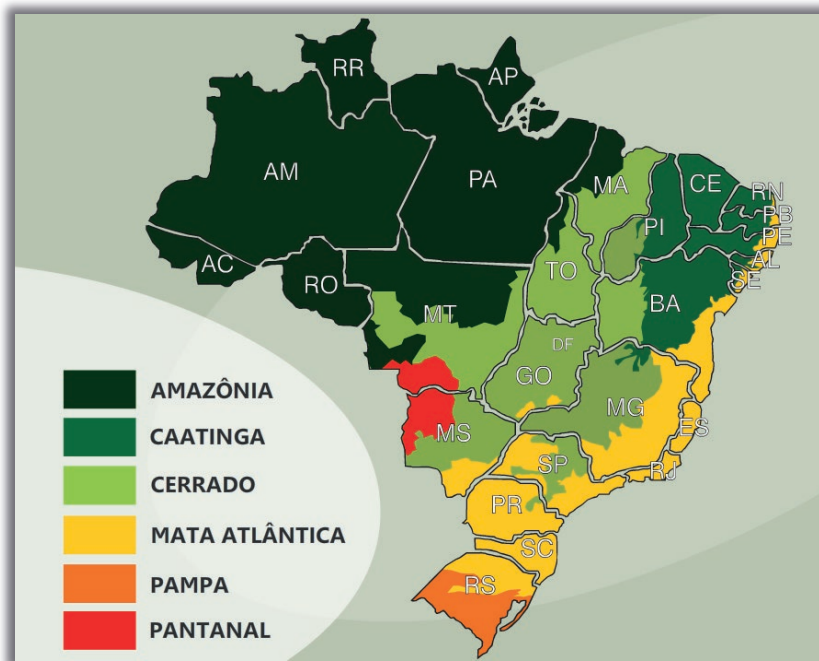 RR
AP
AM
PA
MA
CE
RN
PB
PI
PE
AL
SE
AC
RO
TO
BA
MT
DF
GO
MG
ES
MS
SP
RJ
PR
SC
RS
AMAZÔNIA
CAATINGA
CERRADO
MATA ATLÂNTICA
PAMPA
PANTANAL